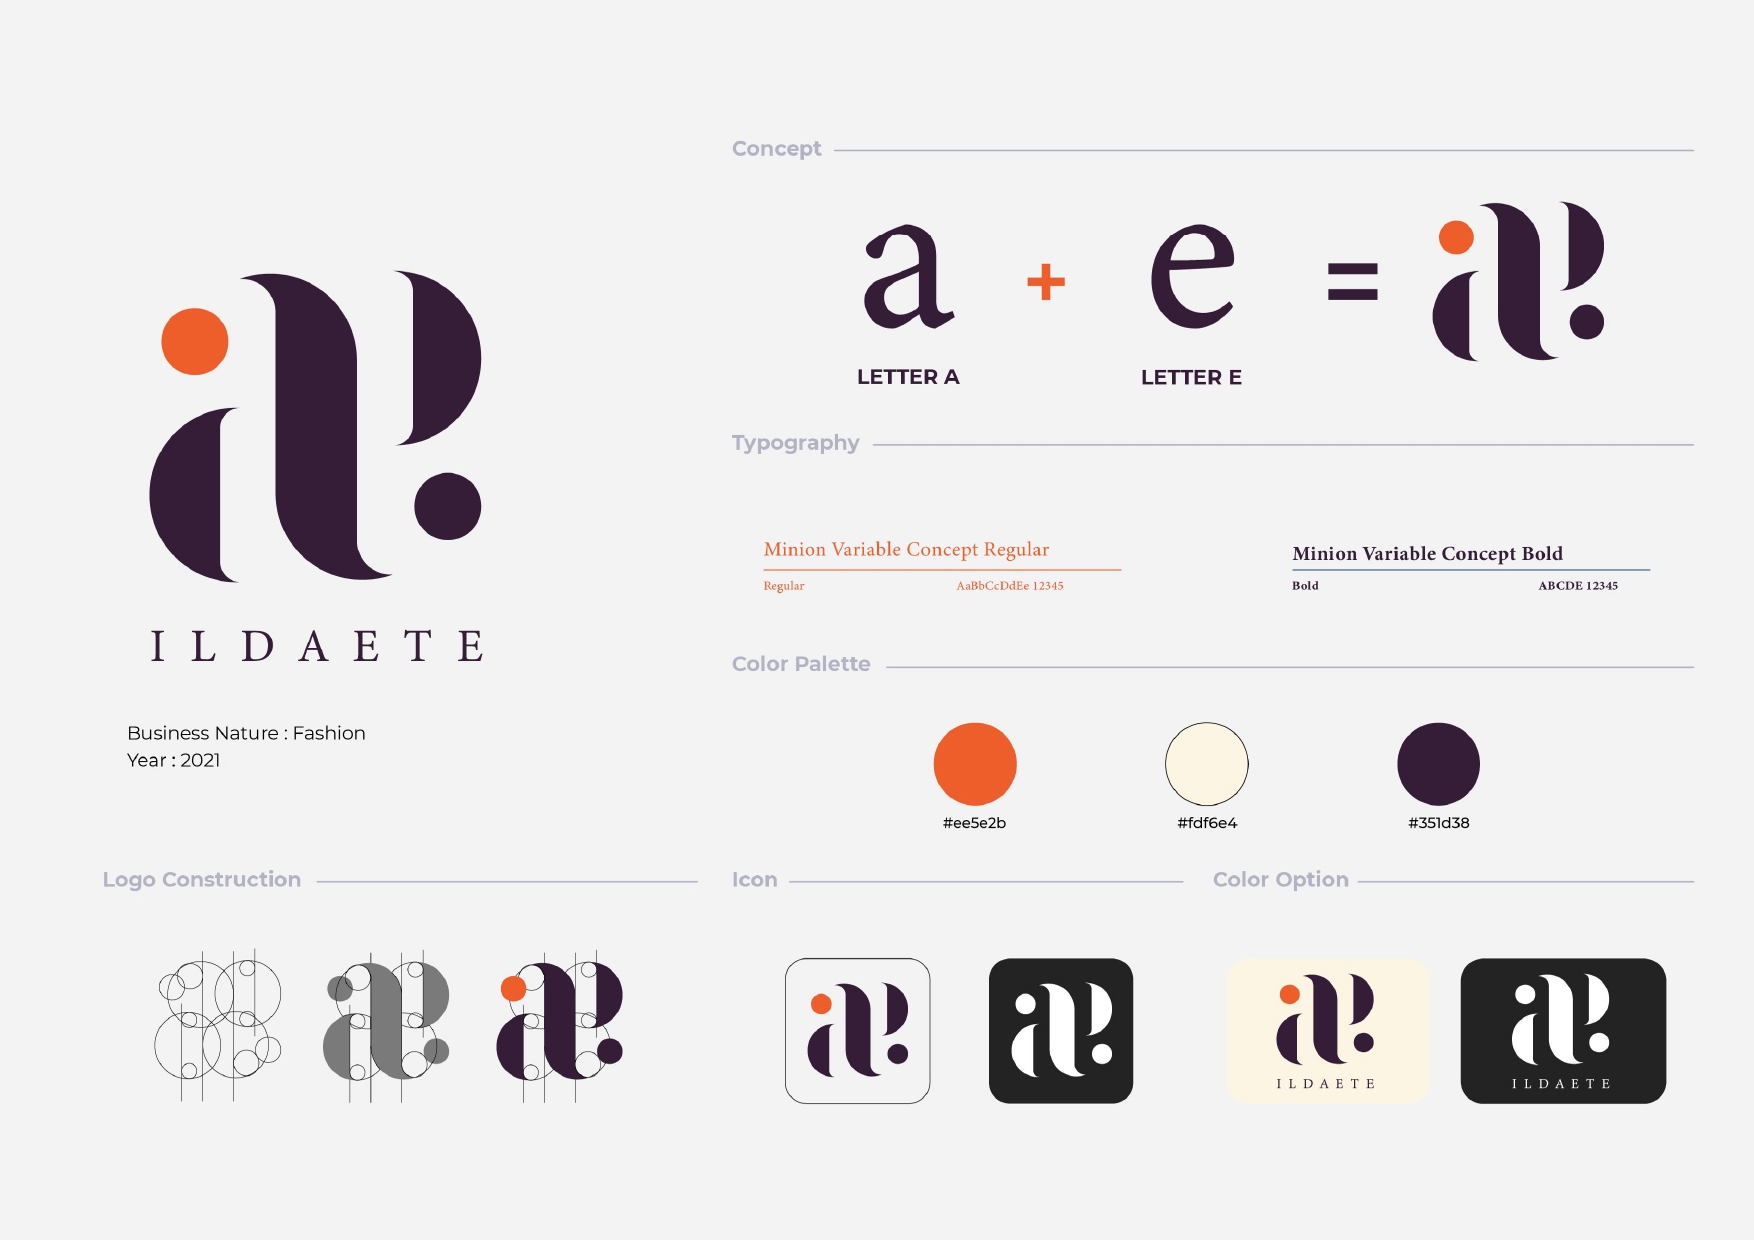 ILDAETE
Business Nature : Fashion
Year : 2021
Concept
a + e =
LETTER A
LETTER E
Typography
Minion Variable Concept Regular
Regular AaBbCcDdEe 12345
Minion Variable Concept Bold
Bold ABCDE 12345
Color Palette
#ee5e2b
#fdf6e4
#351d38
Logo Construction
Icon
Color Option
ILDAETE
ILDAETE